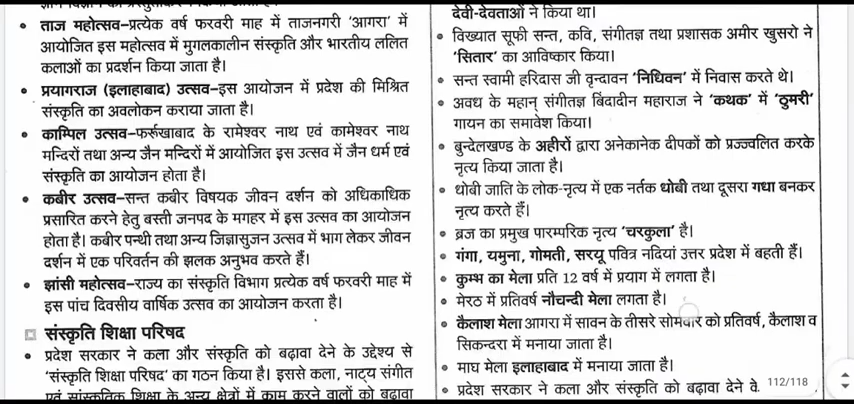 ताज महोत्सव–प्रत्येक वर्ष फरवरी माह में ताजनगरी 'आगरा' में
आयोजित इस महोत्सव में मुगलकालीन संस्कृति और भारतीय ललित
कलाओं का प्रदर्शन किया जाता है।
प्रयागराज (इलाहाबाद) उत्सव–इस आयोजन में प्रदेश की मिश्रित
संस्कृति का अवलोकन कराया जाता है।
काम्पिल उत्सव–फर्रुखाबाद के रामेश्वर नाथ एवं कामेश्वर नाथ
मन्दिरों तथा अन्य जैन मन्दिरों में आयोजित इस उत्सव में जैन धर्म एवं
संस्कृति का आयोजन होता है।
कबीर उत्सव–सन्त कबीर विषयक जीवन दर्शन को अधिकाधिक
प्रसारित करने हेतु बस्ती जनपद के मगहर में इस उत्सव का आयोजन
होता है। कबीर पन्थी तथा अन्य जिज्ञासुजन उत्सव में भाग लेकर जीवन
दर्शन में एक परिवर्तन की झलक अनुभव करते हैं।
झांसी महोत्सव–राज्य का संस्कृति विभाग प्रत्येक वर्ष फरवरी माह में
इस पांच दिवसीय वार्षिक उत्सव का आयोजन करता है।
संस्कृति शिक्षा परिषद
प्रदेश सरकार ने कला और संस्कृति को बढ़ावा देने के उद्देश्य से
'संस्कृति शिक्षा परिषद' का गठन किया है। इससे कला, नाट्य संगीत
एवं सांस्कृतिक शिक्षा के अन्य क्षेत्रों में काम करने वालों को बढ़ावा
देवी-देवताओं ने किया था।
विख्यात सूफी सन्त, कवि, संगीतज्ञ तथा प्रशासक अमीर खुसरो ने
'सितार' का आविष्कार किया।
सन्त स्वामी हरिदास जी वृन्दावन 'निधिवन' में निवास करते थे।
अवध के महान् संगीतज्ञ बिंदादीन महाराज ने 'कथक' में 'ठुमरी'
गायन का समावेश किया।
बुन्देलखण्ड के अहीरों द्वारा अनेकानेक दीपकों को प्रज्ज्वलित करके
नृत्य किया जाता है।
धोबी जाति के लोक-नृत्य में एक नर्तक धोबी तथा दूसरा गधा बनकर
नृत्य करते हैं।
ब्रज का प्रमुख पारम्परिक नृत्य 'चरकुला' है।
गंगा, यमुना, गोमती, सरयू पवित्र नदियां उत्तर प्रदेश में बहती हैं।
कुम्भ का मेला प्रति 12 वर्ष में प्रयाग में लगता है।
मेरठ में प्रतिवर्ष नौचन्दी मेला लगता है।
कैलाश मेला आगरा में सावन के तीसरे सोमवार को प्रतिवर्ष, कैलाश व
सिकन्दरा में मनाया जाता है।
माघ मेला इलाहाबाद में मनाया जाता है।
प्रदेश सरकार ने कला और संस्कृति को बढ़ावा देने के
112/118